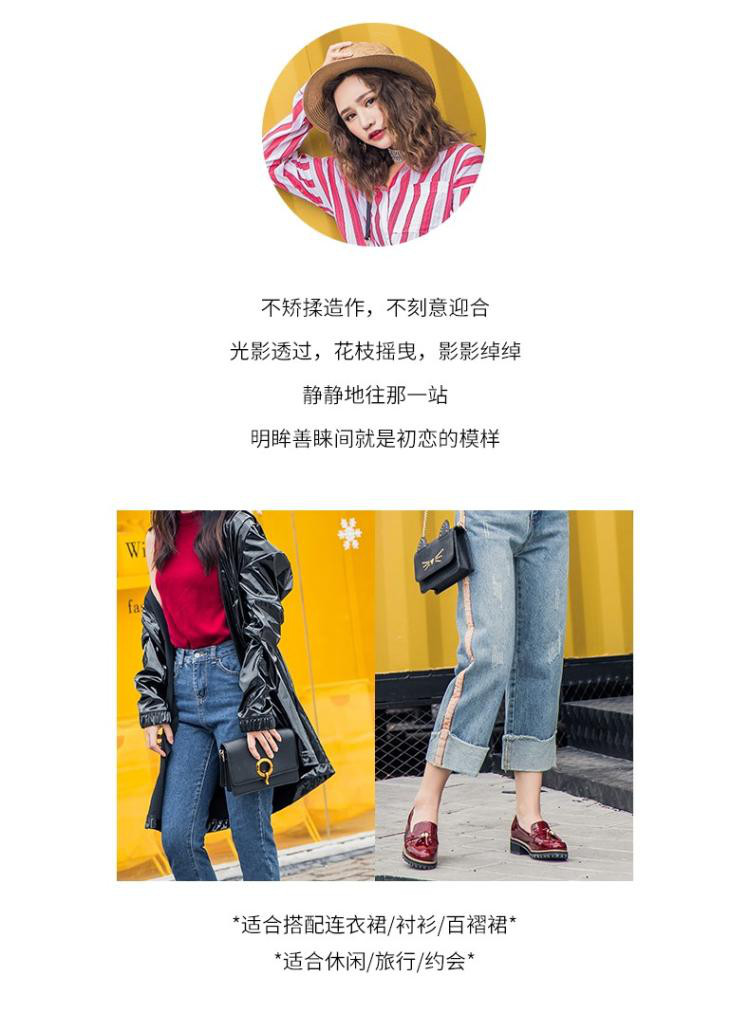 不矫揉造作，不刻意迎合
光影透过，花枝摇曳，影影绰绰
静静地往那一站
明眸善睐间就是初恋的模样
Wi
fas
*适合搭配连衣裙/衬衫/百褶裙*
*适合休闲/旅行/约会*